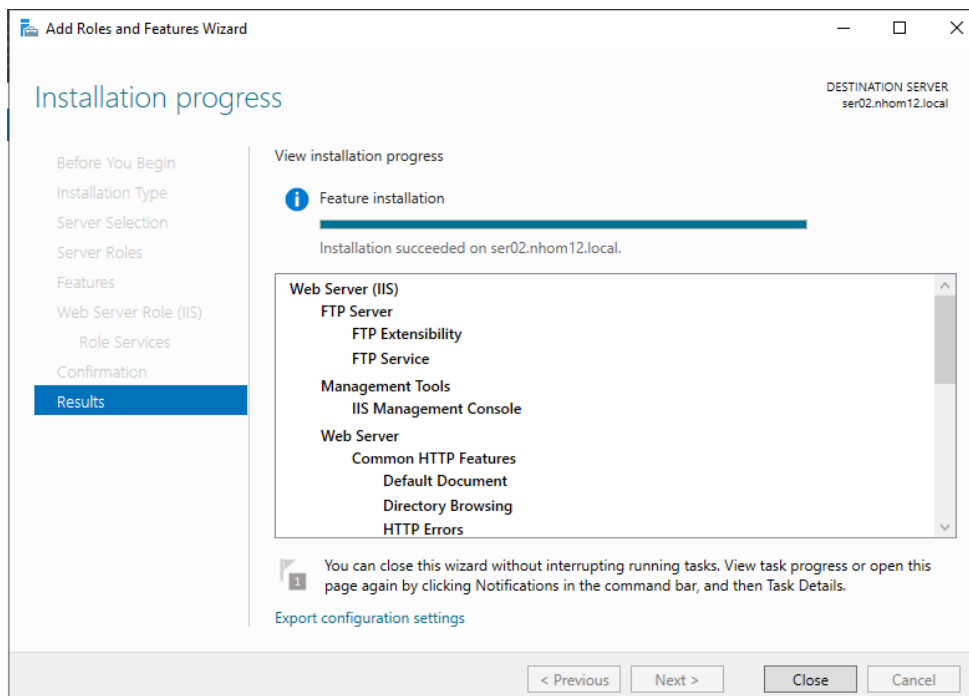 Add Roles and Features Wizard
Installation progress
DESTINATION SERVER
ser02.nhom12.local
Before You Begin
Installation Type
Server Selection
Server Roles
Features
Web Server Role (IIS)
Role Services
Confirmation
Results
View installation progress
Feature installation
Installation succeeded on ser02.nhom12.local.
Web Server (IIS)
FTP Server
FTP Extensibility
FTP Service
Management Tools
IIS Management Console
Web Server
Common HTTP Features
Default Document
Directory Browsing
HTTP Errors
1
You can close this wizard without interrupting running tasks. View task progress or open this
page again by clicking Notifications in the command bar, and then Task Details.
Export configuration settings
< Previous
Next >
Close
Cancel